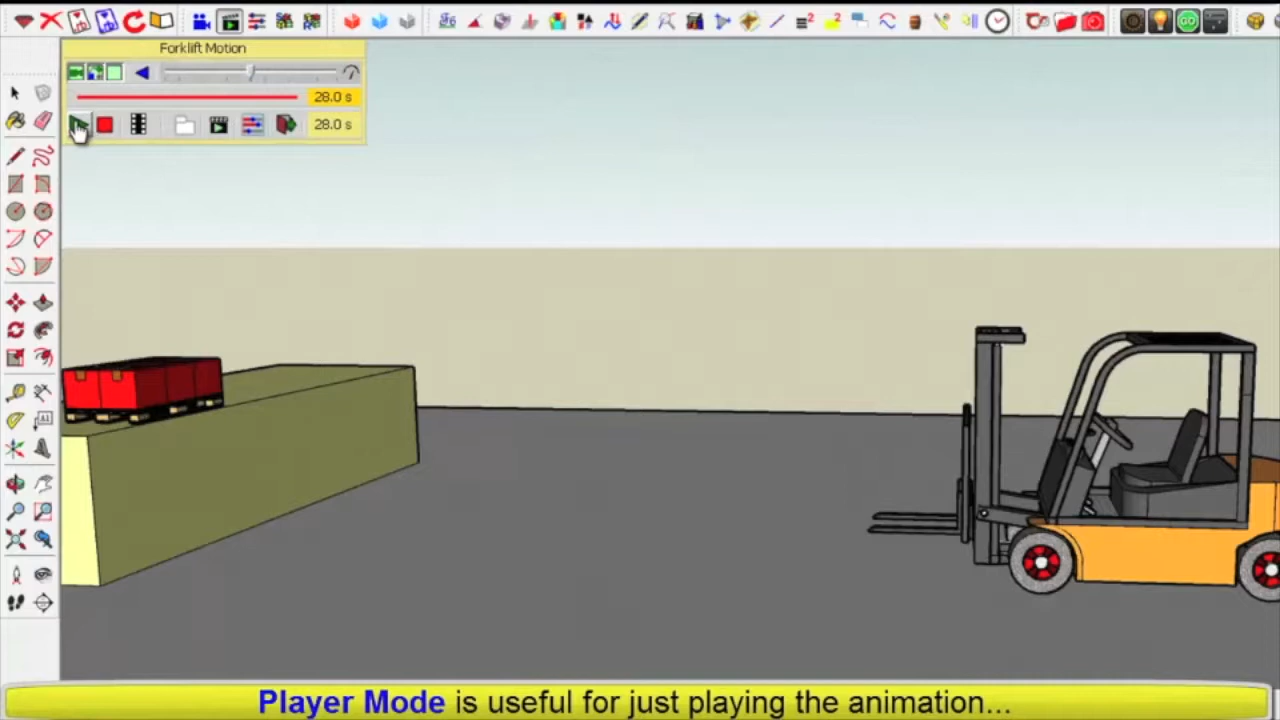 Forklift Motion
28.0 s
28.0 s
Player Mode is useful for just playing the animation...